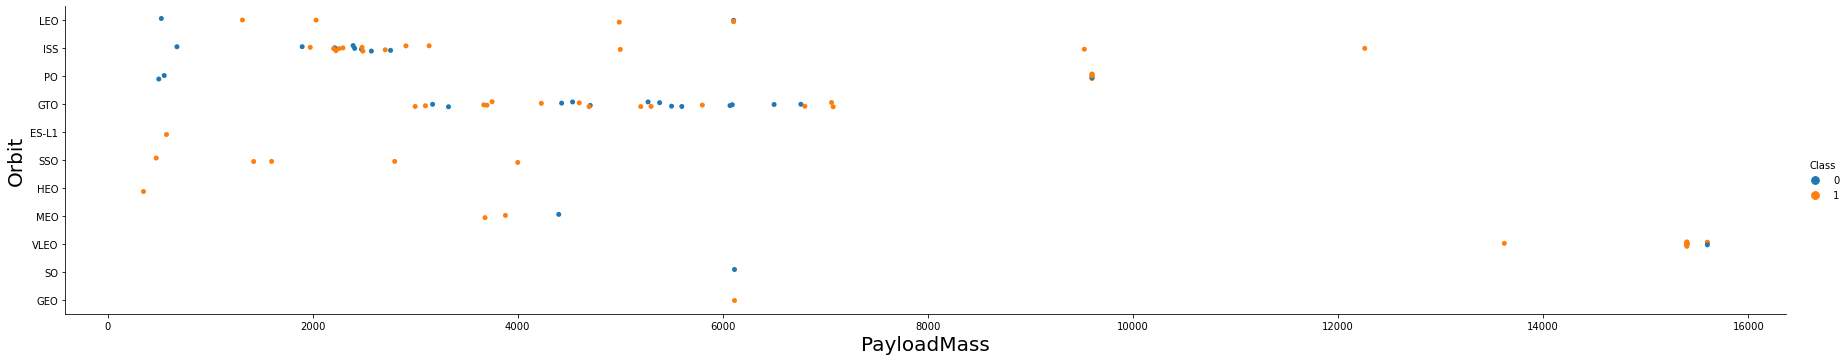 Orbit
LEO
ISS
PO
GTO
ES-L1
SSO
HEO
MEO
VLEO
SO
GEO
0 2000 4000 6000 8000 10000 12000 14000 16000
PayloadMass
Class
0
1